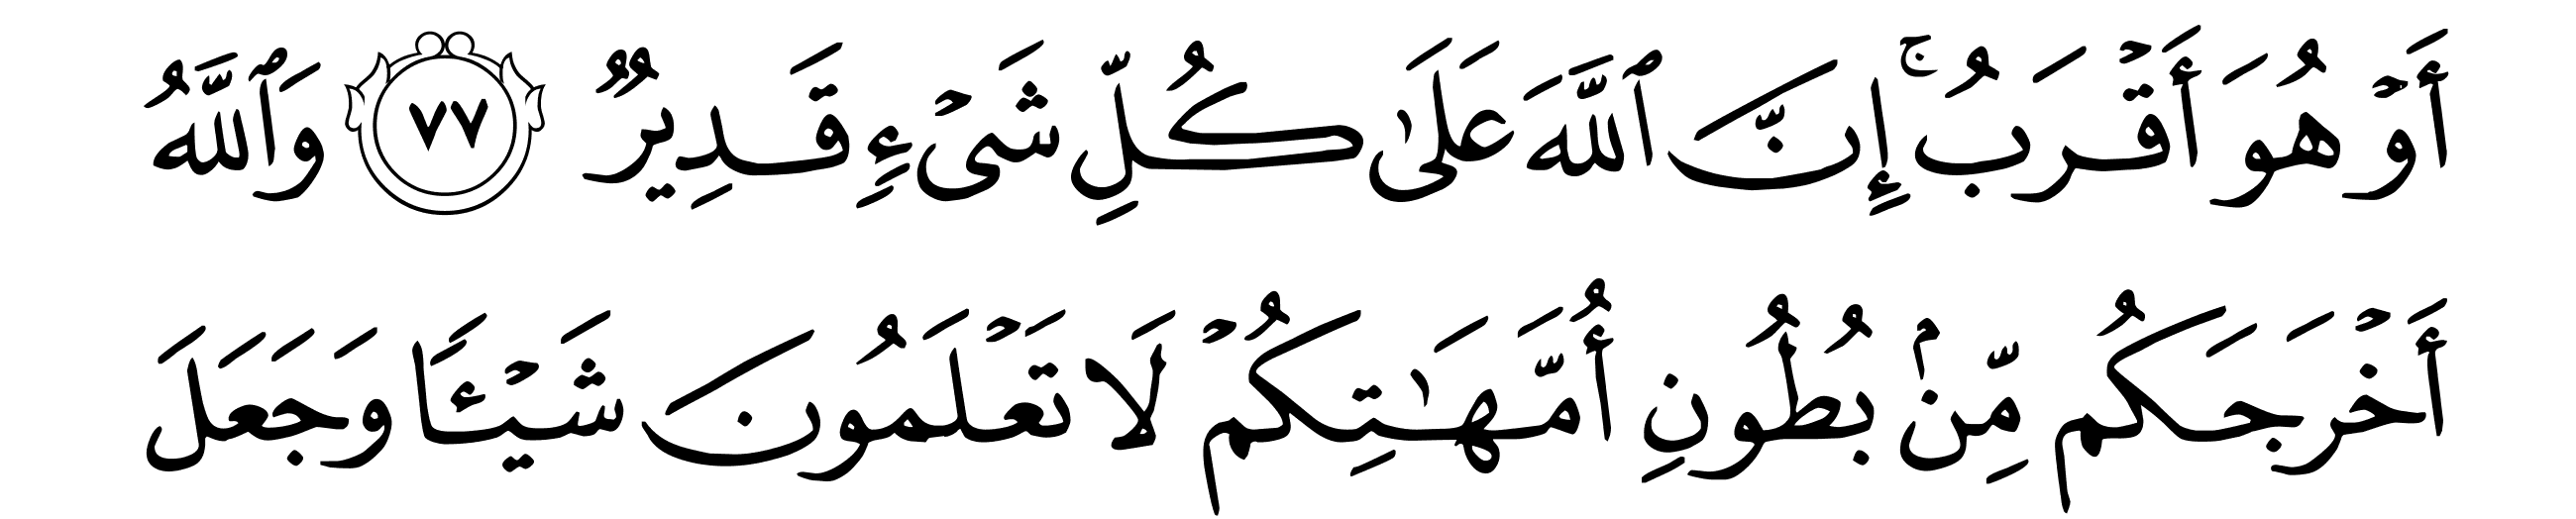 أَوۡ هُوَ أَقۡرَبُۚ إِنَّ ٱللَّهَ عَلَىٰ كُلِّ شَيۡءٖ قَدِيرٞ ٧٧ وَٱللَّهُ
أَخۡرَجَكُم مِّنۢ بُطُونِ أُمَّهَٰتِكُمۡ لَا تَعۡلَمُونَ شَيۡـٔٗا وَجَعَلَ